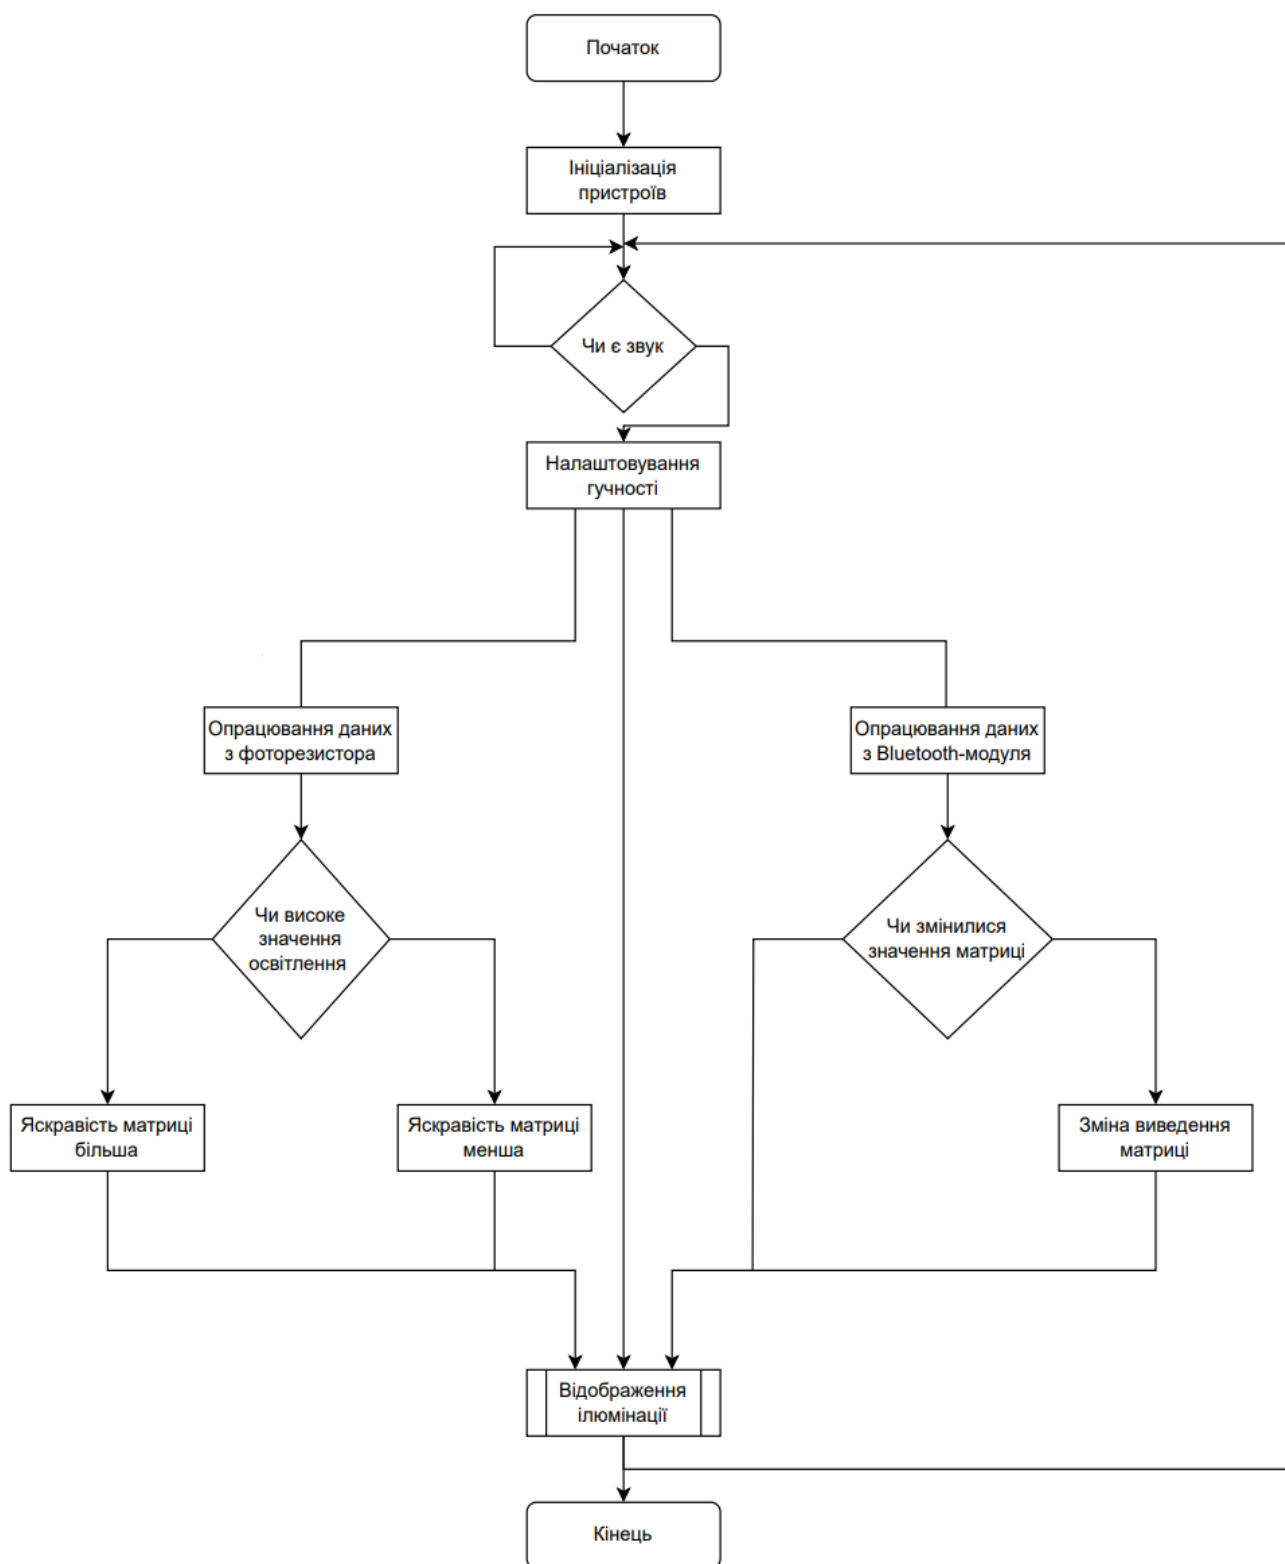 Початок
Ініціалізація
пристроїв
Чи є звук
Налаштовування
гучності
Опрацювання даних
з фоторезистора
Опрацювання даних
з Bluetooth-модуля
Чи високе
значення
освітлення
Чи змінилися
значення матриці
Яскравість матриці
більша
Яскравість матриці
менша
Зміна виведення
матриці
Відображення
ілюмінації
Кінець